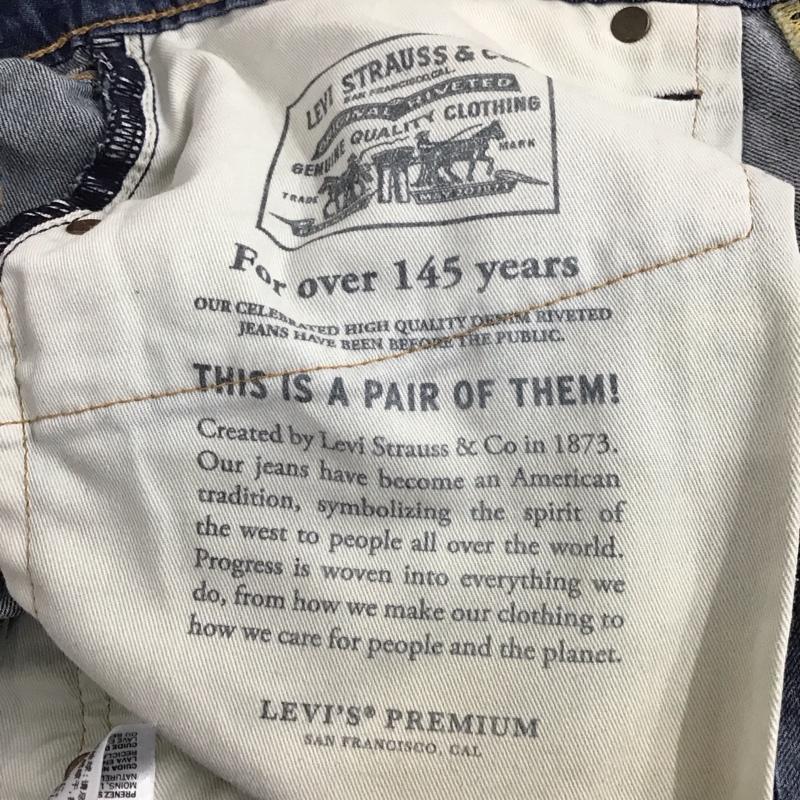 LEVI STRAUSS &
SAN FRANCISCO, CAL.
ORIGINAL RIVETED
GENUINE QUALITY CLOTHING
TRADE MARK
For over 145 years
OUR CELEBRATED HIGH QUALITY DENIM RIVETED
JEANS HAVE BEEN BEFORE THE PUBLIC.
THIS IS A PAIR OF THEM!
Created by Levi Strauss & Co in 1873.
Our jeans have become an American
tradition, symbolizing the spirit of
the west to people all over the world.
Progress is woven into everything we
do, from how we make our clothing to
how we care for people and the planet.
LEVI'S® PREMIUM
SAN FRANCISCO, CAL
PRENEZ
MOINS,
NATUREL